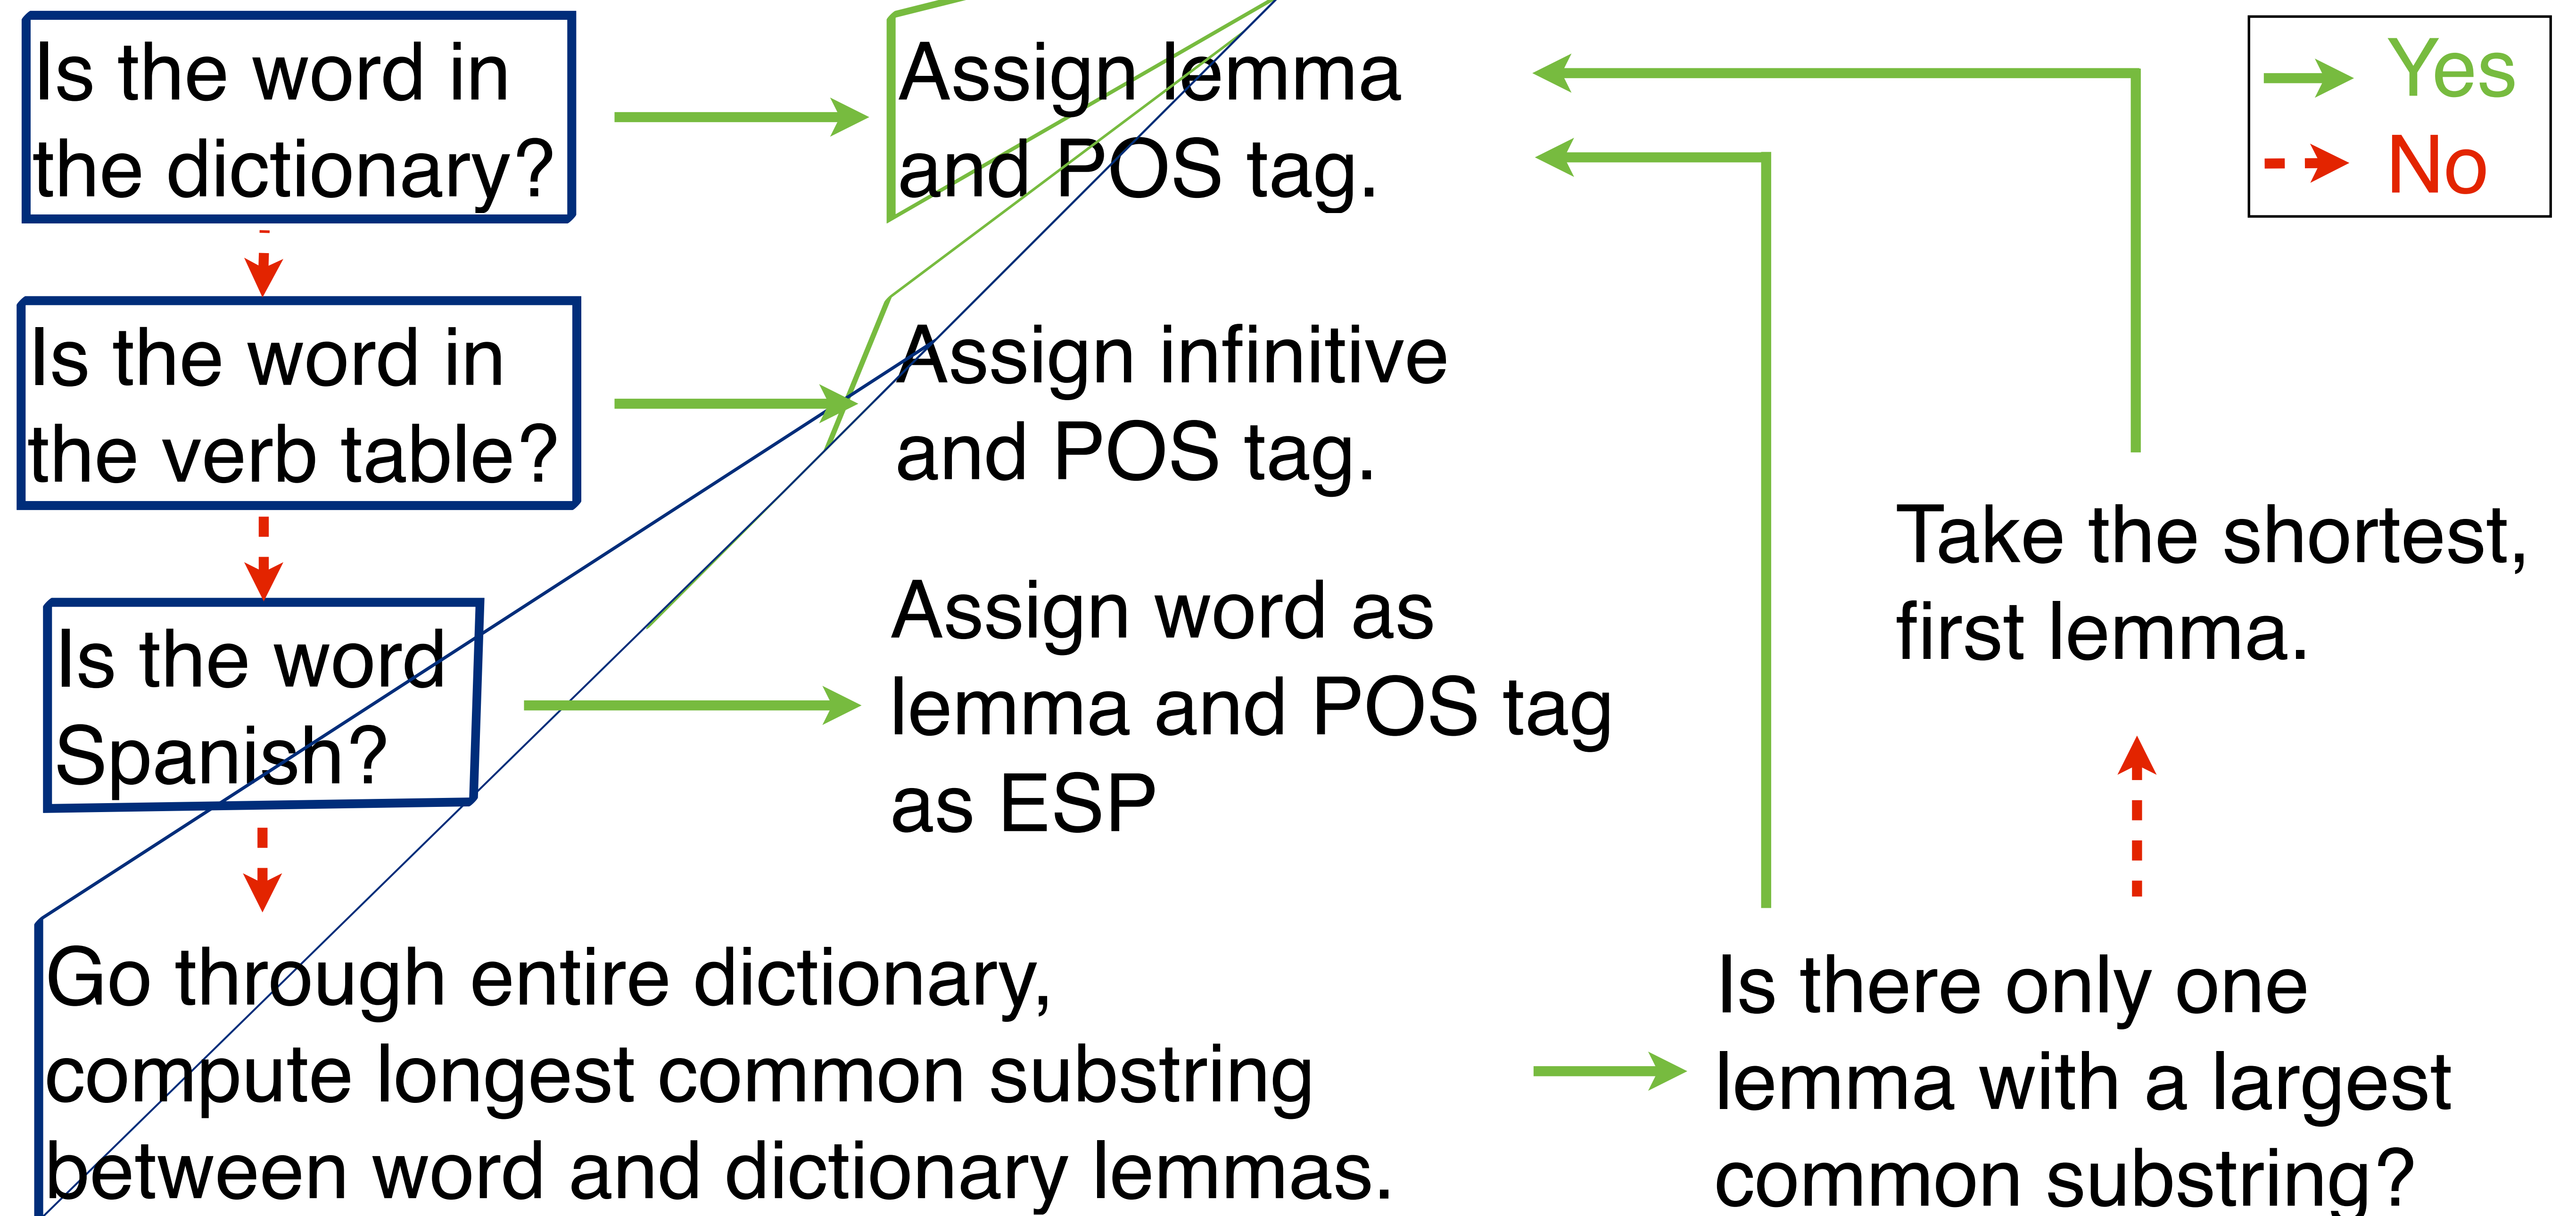 Is the word in
the dictionary?
Assign lemma
and POS tag.
Yes
No
Is the word in
the verb table?
Assign infinitive
and POS tag.
Take the shortest,
first lemma.
Is the word
Spanish?
Assign word as
lemma and POS tag
as ESP
Go through entire dictionary,
compute longest common substring
between word and dictionary lemmas.
Is there only one
lemma with a largest
common substring?